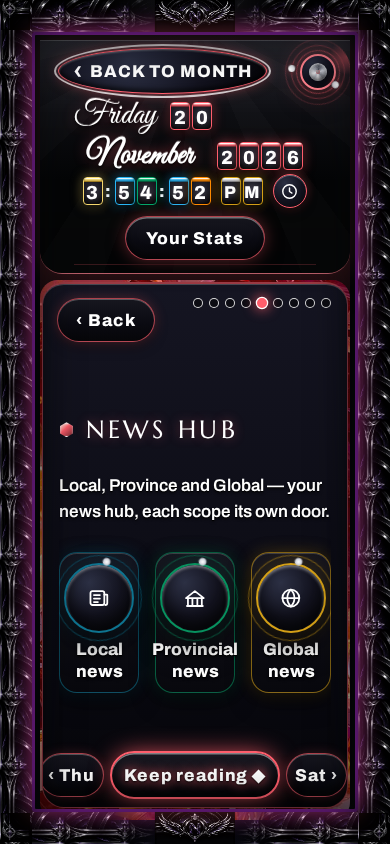 ‹ BACK TO MONTH
Friday 20
November 2026
3:54:52 PM
Your Stats
‹ Back
NEWS HUB
Local, Province and Global — your
news hub, each scope its own door.
Local news
Provincial news
Global news
‹ Thu
Keep reading ◆
Sat ›